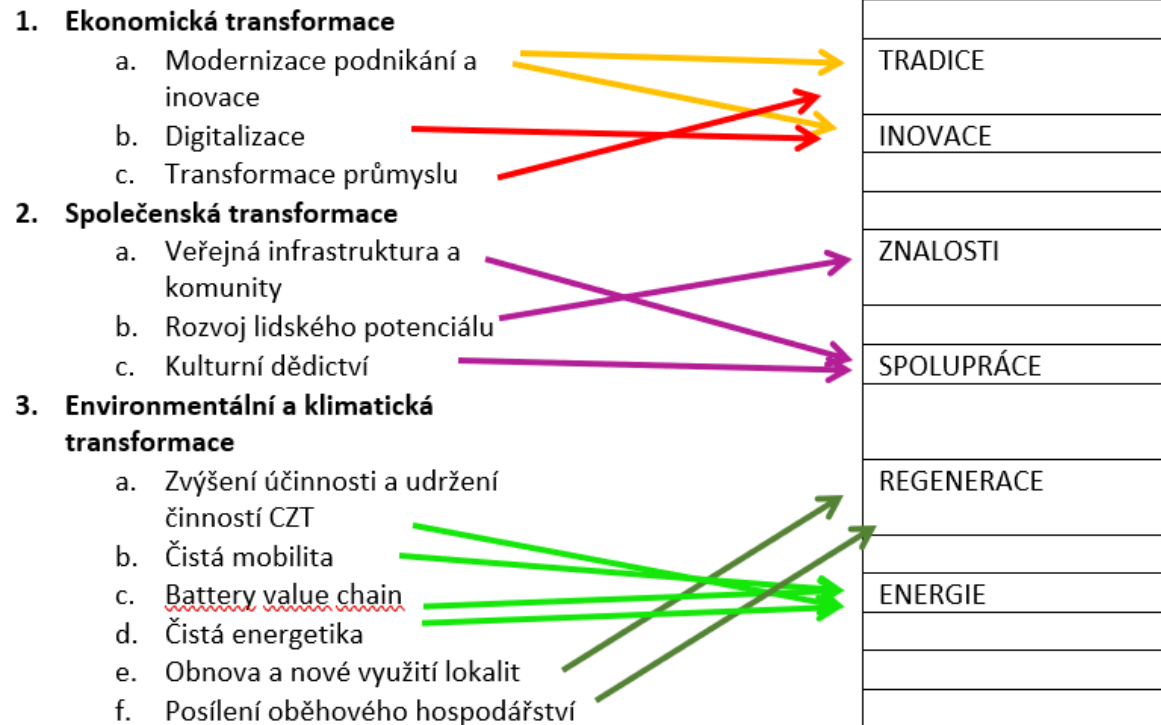 1. Ekonomická transformace
a. Modernizace podnikání a
inovace
b. Digitalizace
c. Transformace průmyslu
2. Společenská transformace
a. Veřejná infrastruktura a
komunity
b. Rozvoj lidského potenciálu
c. Kulturní dědictví
3. Environmentální a klimatická
transformace
a. Zvýšení účinnosti a udržení
činností CZT
b. Čistá mobilita
c. Battery value chain
d. Čistá energetika
e. Obnova a nové využití lokalit
f. Posílení oběhového hospodářství
TRADICE
INOVACE
ZNALOSTI
SPOLUPRÁCE
REGENERACE
ENERGIE